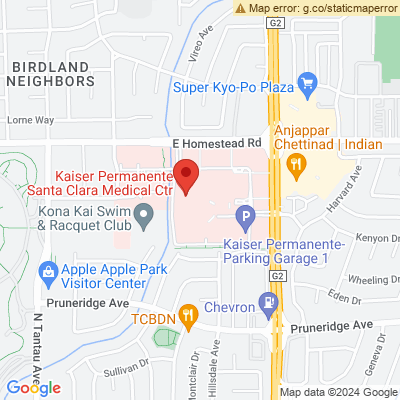 Map error: g.co/staticmaperror
G2
Vireo Ave
BIRDLAND
NEIGHBORS
Super Kyo-Po Plaza
Lorne Way
E Homestead Rd
Anjappar
Chettinad | Indian
Kaiser Permanente
Santa Clara Medical Ctr
Harvard Ave
Kona Kai Swim
& Racquet Club
Kaiser Permanente-
Parking Garage 1
Kenyon Dr
Apple Apple Park
Visitor Center
G2
Wheeling Dr
Eden Dr
Pruneridge Ave
Chevron
TCBDN
Pruneridge Ave
N Tantau Ave
Sullivan Dr
Montclair Dr
Hillsdale Ave
Geneva Dr
Google
Map data ©2024 Google